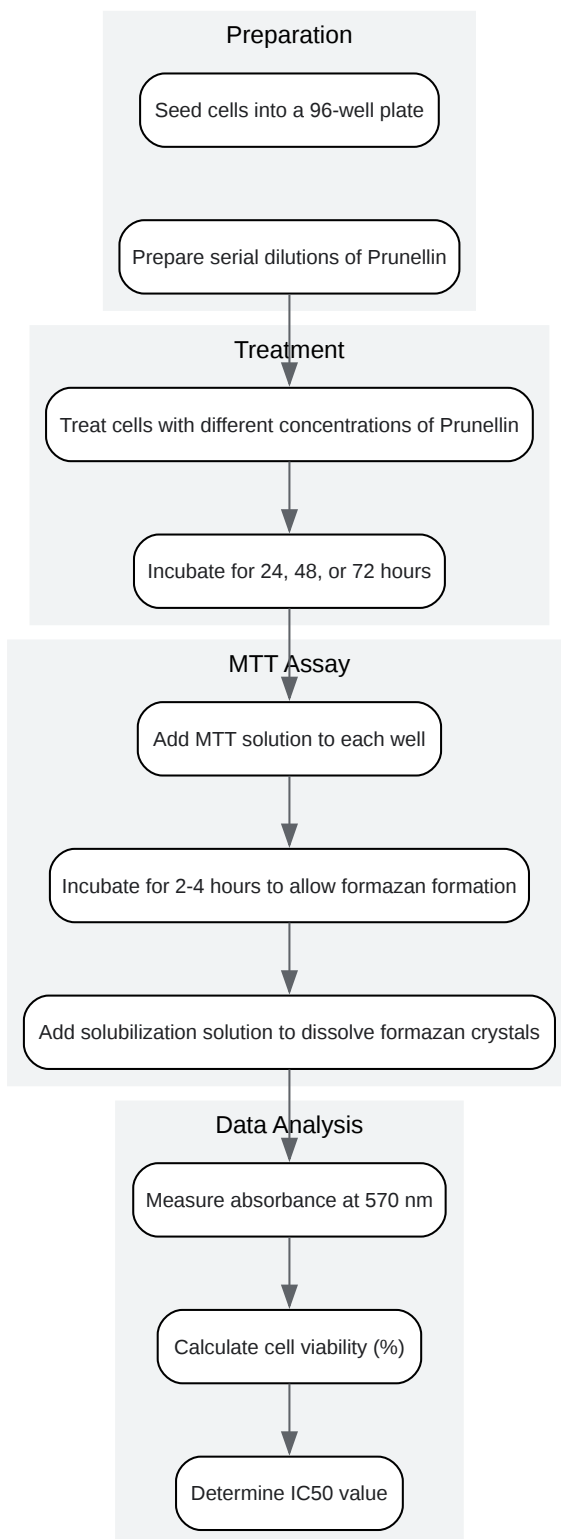 Preparation
Seed cells into a 96-well plate
Prepare serial dilutions of Prunellin
Treatment
Treat cells with different concentrations of Prunellin
Incubate for 24, 48, or 72 hours
MTT Assay
Add MTT solution to each well
Incubate for 2-4 hours to allow formazan formation
Add solubilization solution to dissolve formazan crystals
Data Analysis
Measure absorbance at 570 nm
Calculate cell viability (%)
Determine IC50 value